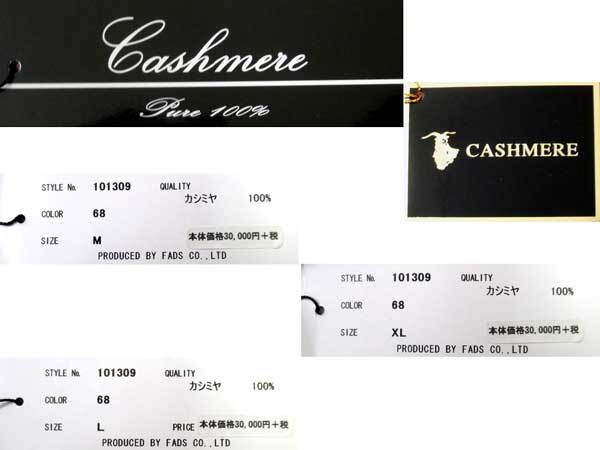 Cashmere
Pure 100%
CASHMERE
STYLE No. 101309 QUALITY
カシミヤ 100%
COLOR 68
SIZE M 本体価格30,000円+税
PRODUCED BY FADS CO.,LTD
STYLE No. 101309 QUALITY
カシミヤ 100%
COLOR 68
SIZE XL 本体価格30,000円+税
PRODUCED BY FADS CO.,LTD
STYLE No. 101309 QUALITY
カシミヤ 100%
COLOR 68
SIZE L PRICE 本体価格30,000円+税
PRODUCED BY FADS CO.,LTD